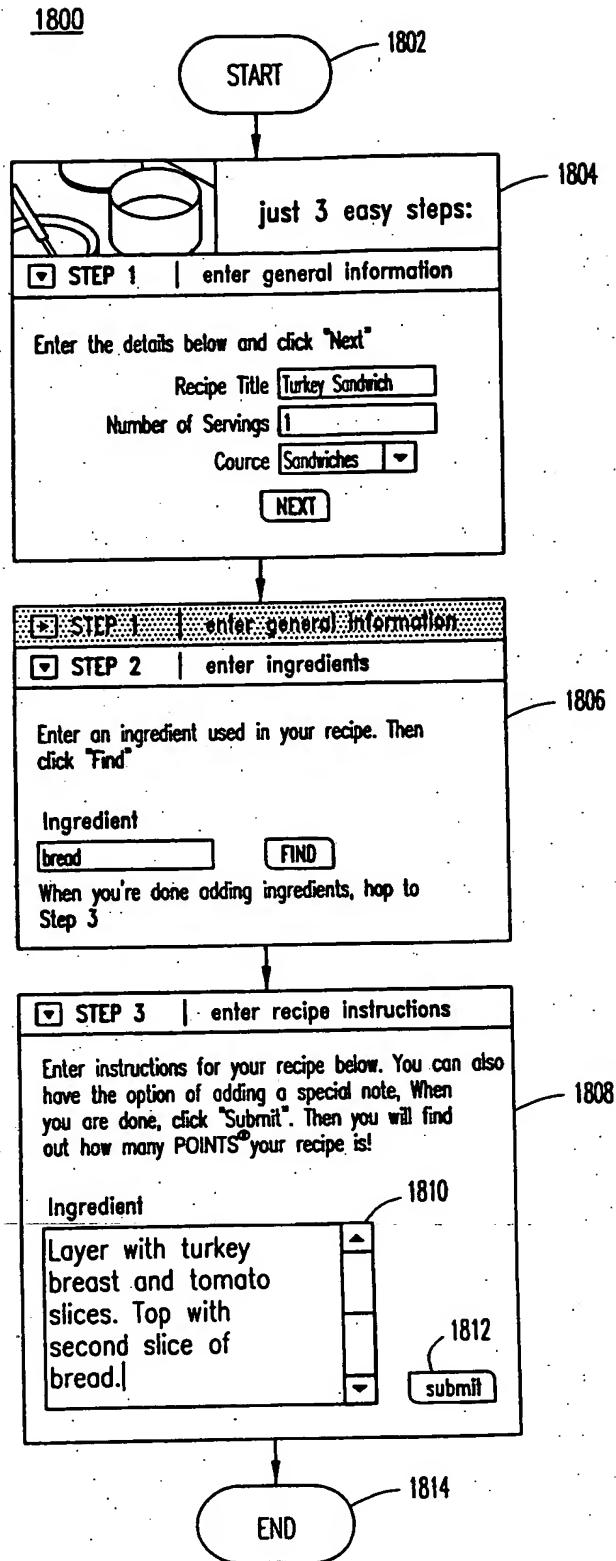 1800
1802
START
1804
just 3 easy steps:
STEP 1 | enter general information
Enter the details below and click "Next"
Recipe Title Turkey Sandwich
Number of Servings 1
Cource Sandwiches
NEXT
STEP 1 | enter general information
STEP 2 | enter ingredients
1806
Enter an ingredient used in your recipe. Then
click "Find"
Ingredient
bread FIND
When you're done adding ingredients, hop to
Step 3
STEP 3 | enter recipe instructions
Enter instructions for your recipe below. You can also
have the option of adding a special note, When
you are done, click "Submit". Then you will find
out how many POINTS® your recipe is!
1808
Ingredient
1810
Layer with turkey
breast and tomato
slices. Top with
second slice of
bread.
1812
submit
1814
END